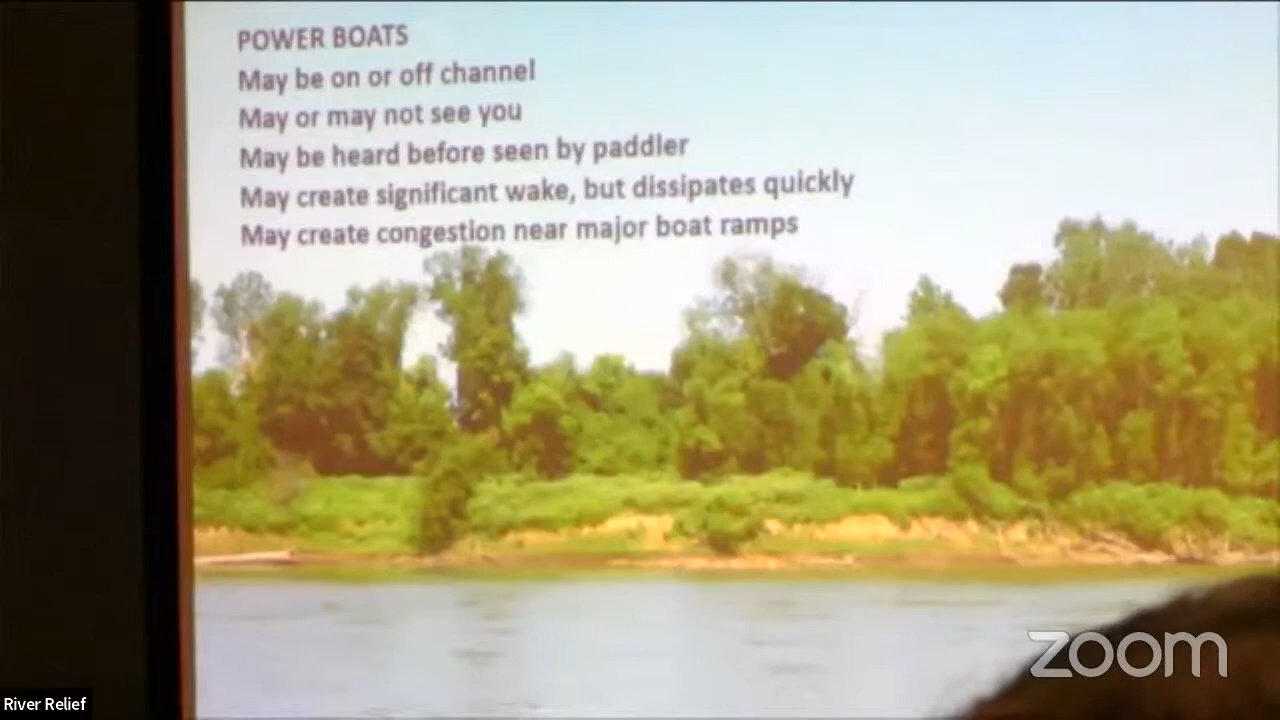 POWER BOATS
May be on or off channel
May or may not see you
May be heard before seen by paddler
May create significant wake, but dissipates quickly
May create congestion near major boat ramps
zoom
River Relief